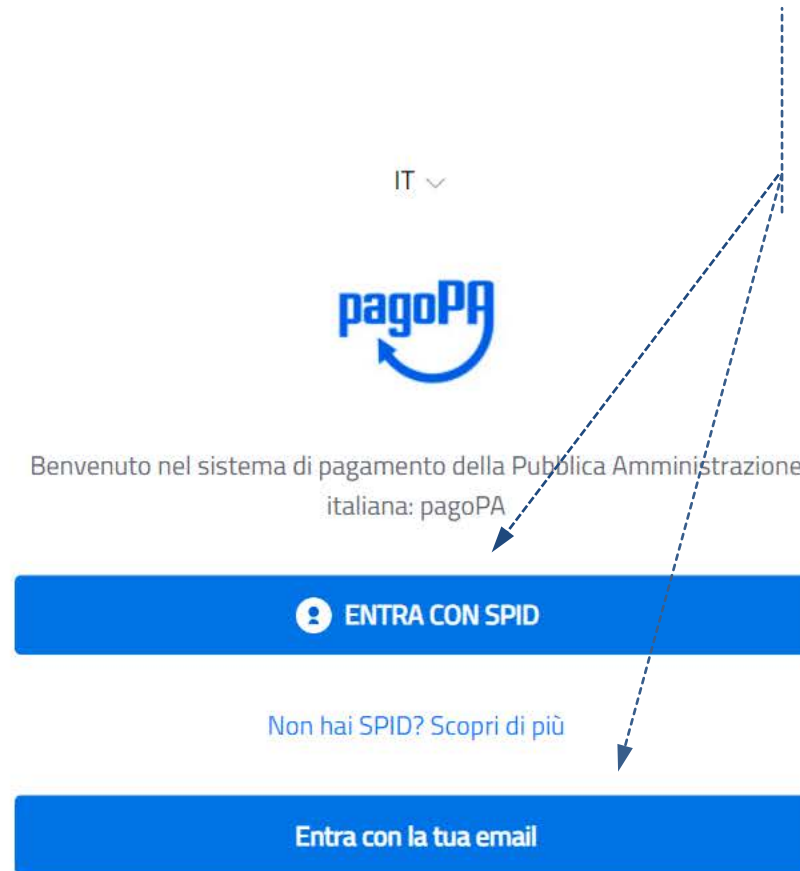 IT
pagoPA
Benvenuto nel sistema di pagamento della Pubblica Amministrazione
italiana: pagoPA
ENTRA CON SPID
Non hai SPID? Scopri di più
Entra con la tua email